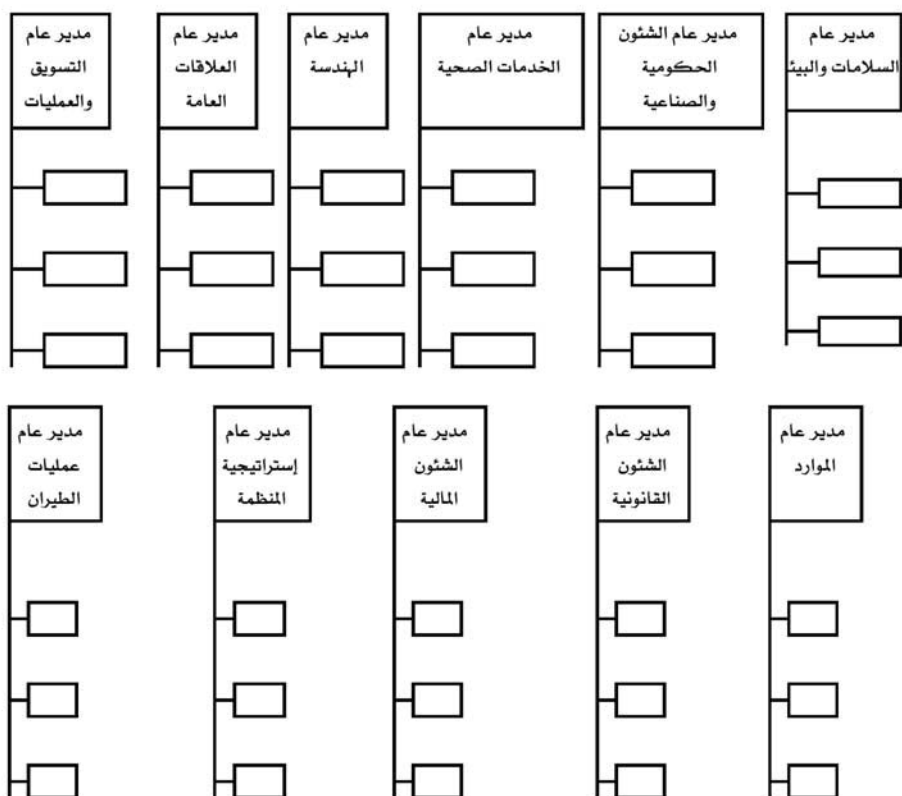 مدير عام
السلامات والبيئ
مدير عام الشئون
الحكومية
والصناعية
مدير عام
الخدمات الصحية
مدير عام
الهندسة
مدير عام
العلاقات
العامة
مدير عام
التسويق
والعمليات
مدير عام
الموارد
مدير عام
الشئون
القانونية
مدير عام
الشئون
المالية
مدير عام
إستراتيجية
المنظمة
مدير عام
عمليات
الطيران